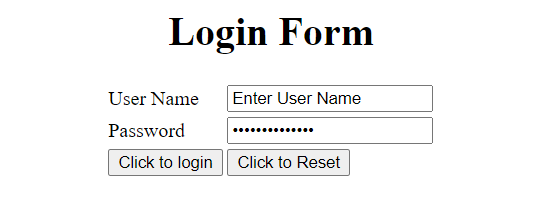 Login Form
User Name Enter User Name
Password ••••••••••••••
Click to login Click to Reset